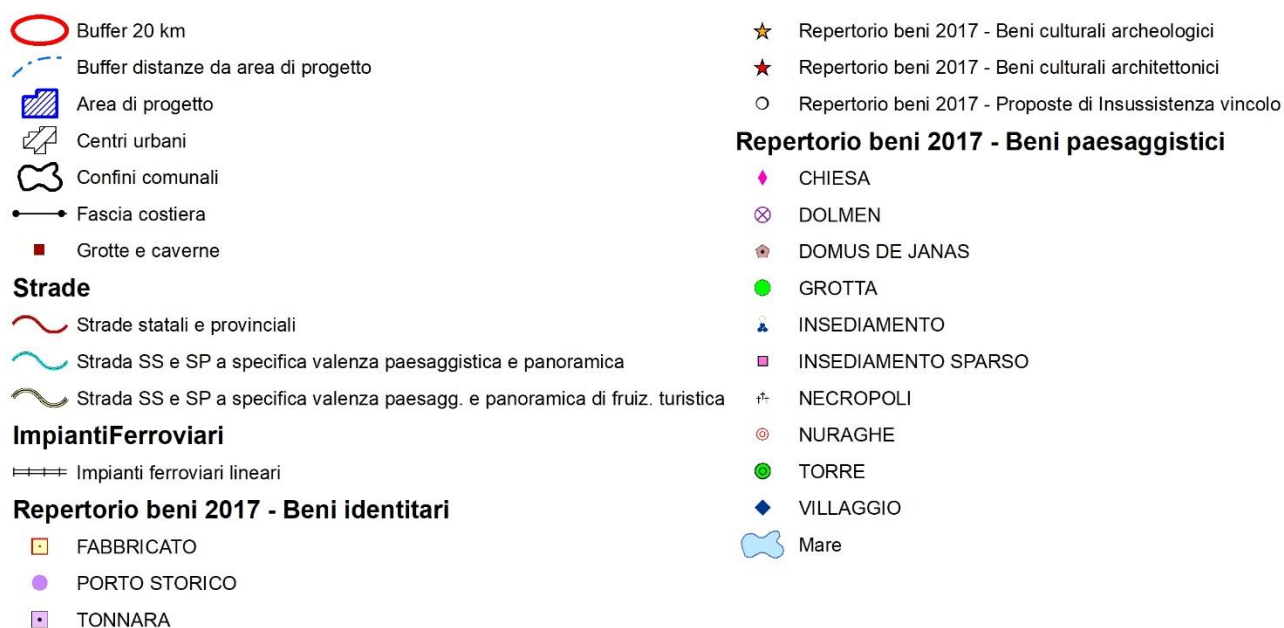 Buffer 20 km
Buffer distanze da area di progetto
Area di progetto
Centri urbani
Confini comunali
Fascia costiera
Grotte e caverne
Strade
Strade statali e provinciali
Strada SS e SP a specifica valenza paesaggistica e panoramica
Strada SS e SP a specifica valenza paesagg. e panoramica di fruiz. turistica
ImpiantiFerroviari
Impianti ferroviari lineari
Repertorio beni 2017 - Beni identitari
FABBRICATO
PORTO STORICO
TONNARA
Repertorio beni 2017 - Beni culturali archeologici
Repertorio beni 2017 - Beni culturali architettonici
Repertorio beni 2017 - Proposte di Insussistenza vincolo
Repertorio beni 2017 - Beni paesaggistici
CHIESA
DOLMEN
DOMUS DE JANAS
GROTTA
INSEDIAMENTO
INSEDIAMENTO SPARSO
NECROPOLI
NURAGHE
TORRE
VILLAGGIO
Mare